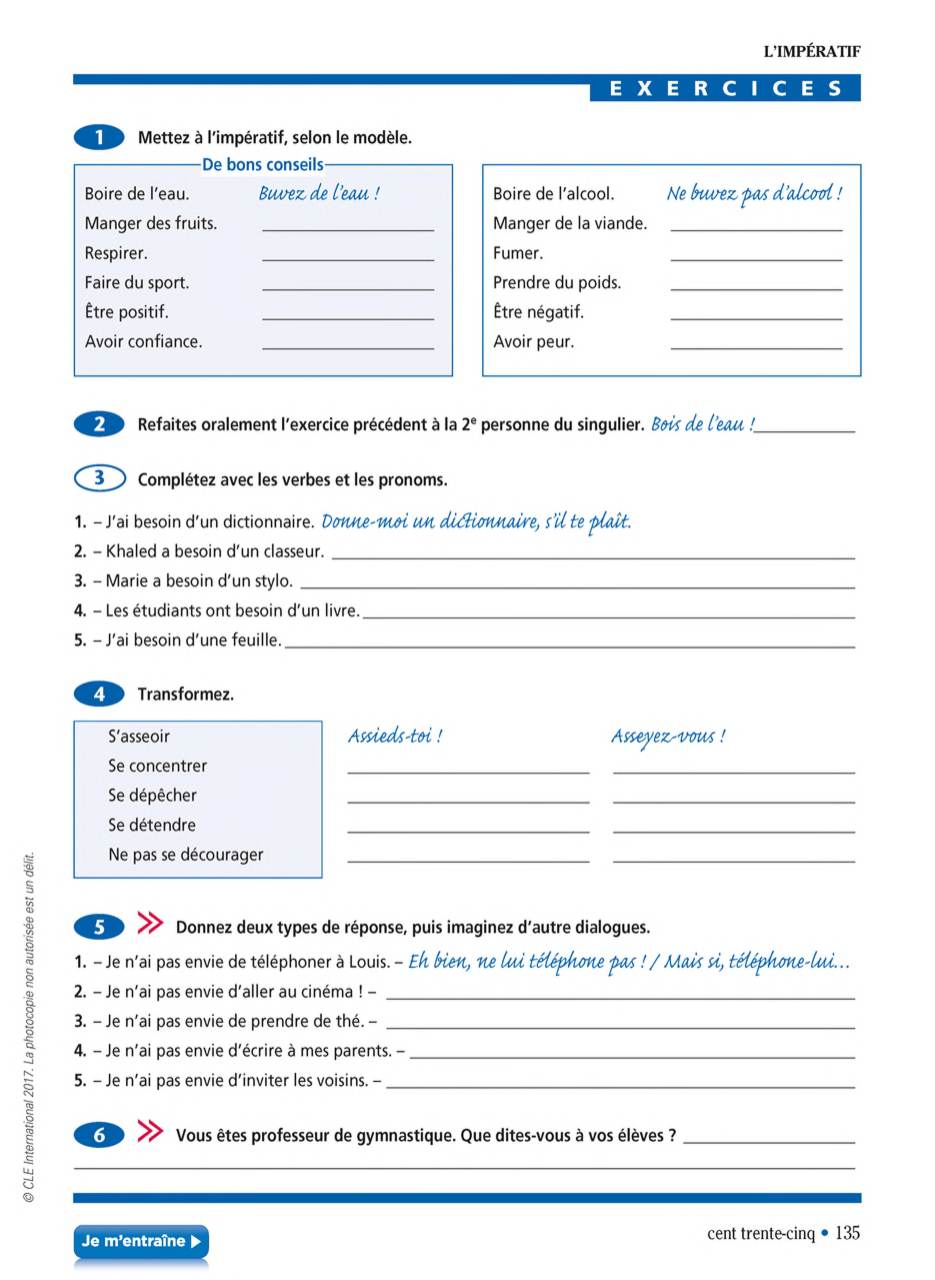 L'IMPÉRATIF
EXERCICES
1 Mettez à l'impératif, selon le modèle.
De bons conseils
Boire de l'eau. Buvez de l'eau !
Manger des fruits.
Respirer.
Faire du sport.
Être positif.
Avoir confiance.
Boire de l'alcool. Ne buvez pas d'alcool !
Manger de la viande.
Fumer.
Prendre du poids.
Être négatif.
Avoir peur.
2 Refaites oralement l'exercice précédent à la 2e personne du singulier. Bois de l'eau !
3 Complétez avec les verbes et les pronoms.
1. – J'ai besoin d'un dictionnaire. Donne-moi un dictionnaire, s'il te plaît.
2. – Khaled a besoin d'un classeur.
3. – Marie a besoin d'un stylo.
4. – Les étudiants ont besoin d'un livre.
5. – J'ai besoin d'une feuille.
4 Transformez.
S'asseoir Assieds-toi ! Asseyez-vous !
Se concentrer
Se dépêcher
Se détendre
Ne pas se décourager
5 Donnez deux types de réponse, puis imaginez d'autre dialogues.
1. – Je n'ai pas envie de téléphoner à Louis. – Eh bien, ne lui téléphone pas ! / Mais si, téléphone-lui...
2. – Je n'ai pas envie d'aller au cinéma ! –
3. – Je n'ai pas envie de prendre de thé. –
4. – Je n'ai pas envie d'écrire à mes parents. –
5. – Je n'ai pas envie d'inviter les voisins. –
6 Vous êtes professeur de gymnastique. Que dites-vous à vos élèves ?
© CLE International 2017. La photocopie non autorisée est un délit.
Je m'entraîne
cent trente-cinq • 135